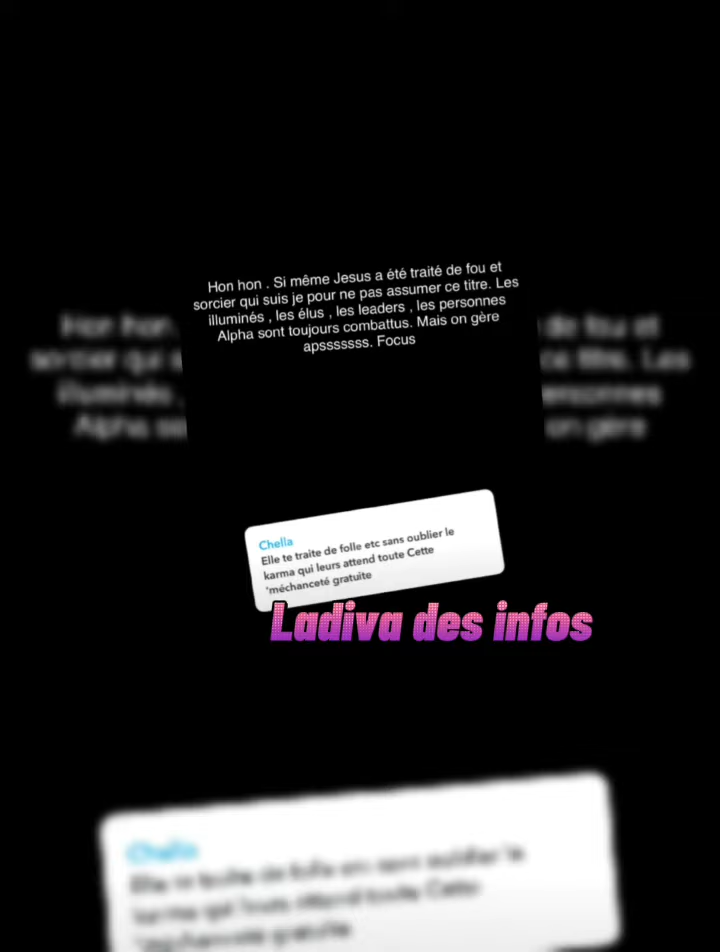 Hon hon . Si même Jesus a été traité de fou et
sorcier qui suis je pour ne pas assumer ce titre. Les
illuminés , les élus , les leaders , les personnes
Alpha sont toujours combattus. Mais on gère
apsssssss. Focus
Chella
Elle te traite de folle etc sans oublier le
karma qui leurs attend toute Cette
'méchanceté gratuite
Ladiva des infos